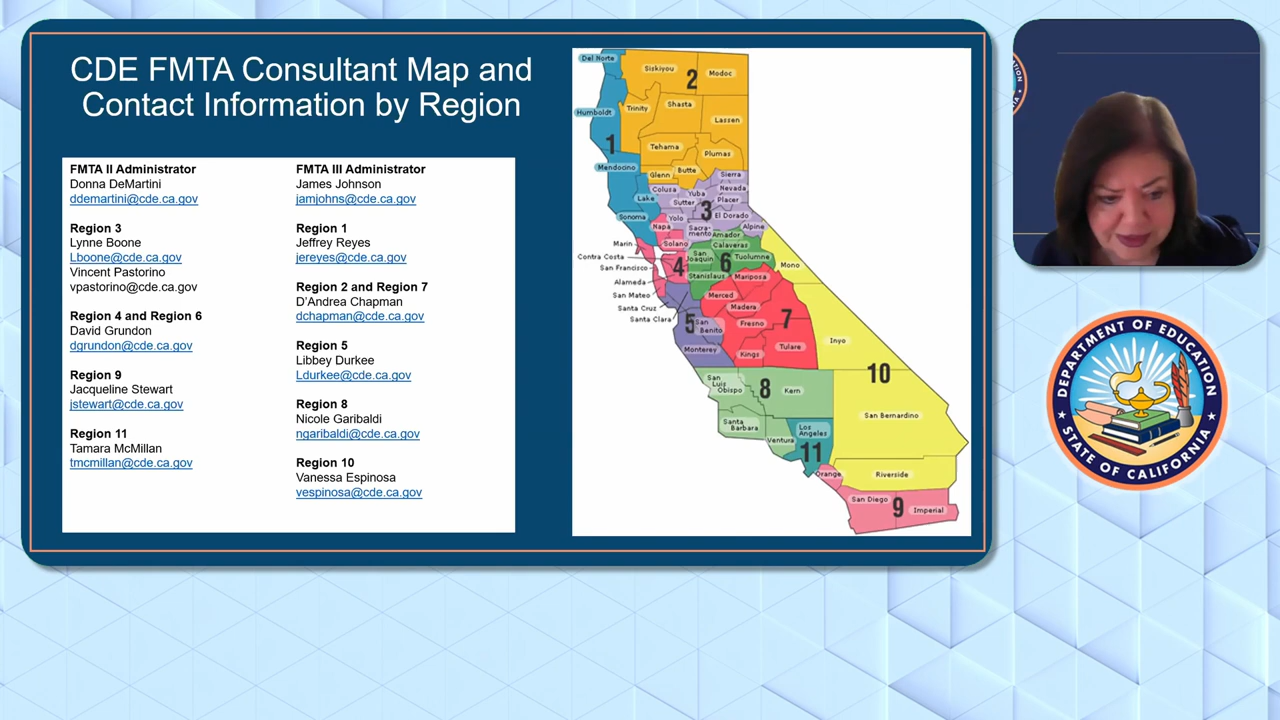 CDE FMTA Consultant Map and
Contact Information by Region
FMTA II Administrator
Donna DeMartini
ddemartini@cde.ca.gov
Region 3
Lynne Boone
Lboone@cde.ca.gov
Vincent Pastorino
vpastorino@cde.ca.gov
Region 4 and Region 6
David Grundon
dgrundon@cde.ca.gov
Region 9
Jacqueline Stewart
jstewart@cde.ca.gov
Region 11
Tamara McMillan
tmcmillan@cde.ca.gov
FMTA III Administrator
James Johnson
jamjohns@cde.ca.gov
Region 1
Jeffrey Reyes
jereyes@cde.ca.gov
Region 2 and Region 7
D'Andrea Chapman
dchapman@cde.ca.gov
Region 5
Libbey Durkee
Ldurkee@cde.ca.gov
Region 8
Nicole Garibaldi
ngaribaldi@cde.ca.gov
Region 10
Vanessa Espinosa
vespinosa@cde.ca.gov
Del Norte
Siskiyou
2
Modoc
Humboldt
Trinity
Shasta
Lassen
1
Tehama
Plumas
Mendocino
Glenn
Butte
Sierra
Colusa
Lake
Yuba
Sutter
Nevada
Placer
3
Sonoma
Napa
Yolo
El Dorado
Sacra-
mento
Alpine
Amador
Marin
Solano
Calaveras
Contra Costa
San
Joaquin
6
Tuolumne
San Francisco
4
Mono
Alameda
Stanislaus
Mariposa
San Mateo
Merced
Santa Cruz
Madera
Santa Clara
5
San
Benito
Fresno
7
Monterey
Kings
Tulare
Inyo
10
San
Luis
Obispo
8
Kern
San Bernardino
Santa
Barbara
Ventura
Los
Angeles
11
Orange
Riverside
San Diego
9
Imperial
DEPARTMENT OF EDUCATION
STATE OF CALIFORNIA